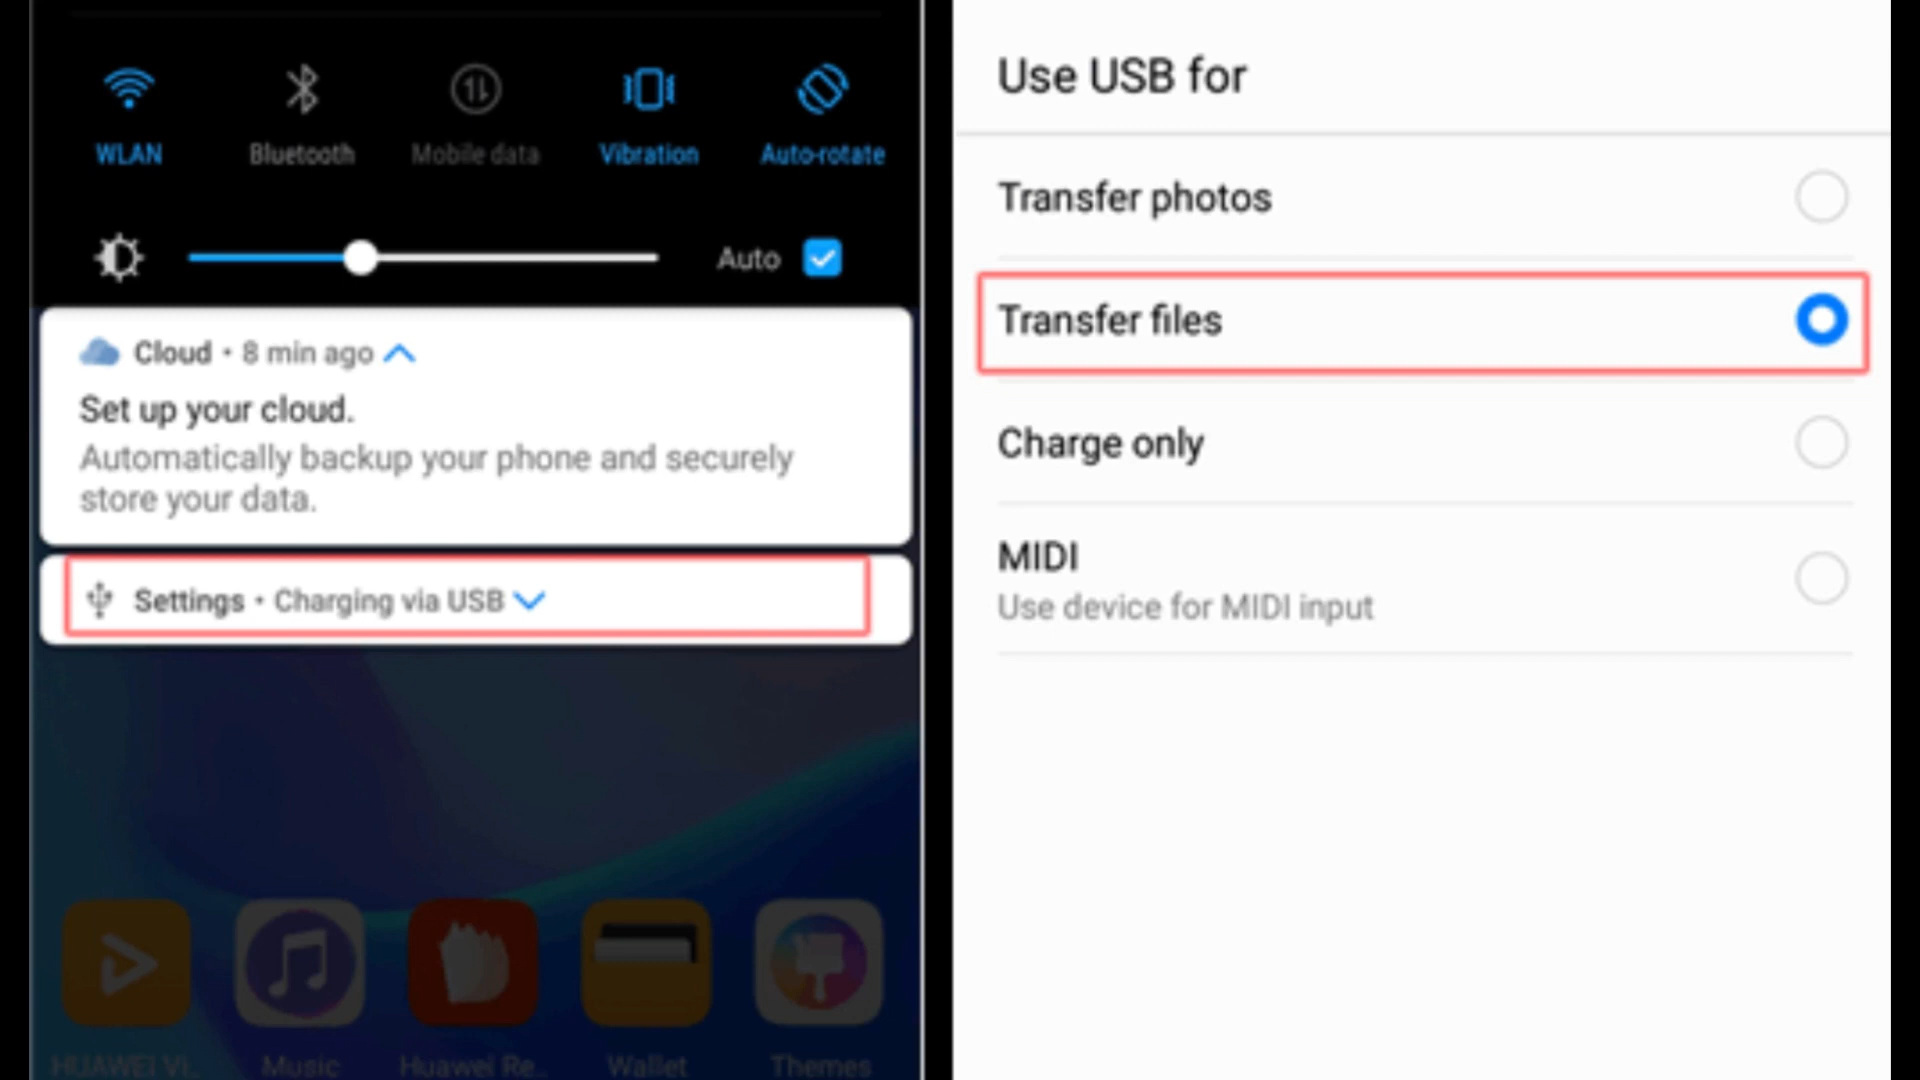 WLAN
Bluetooth
Mobile data
Vibration
Auto-rotate
Auto
Cloud • 8 min ago
Set up your cloud.
Automatically backup your phone and securely
store your data.
Settings • Charging via USB
HUAWEI Vi..
Music
Huawei Re..
Wallet
Themes
Use USB for
Transfer photos
Transfer files
Charge only
MIDI
Use device for MIDI input